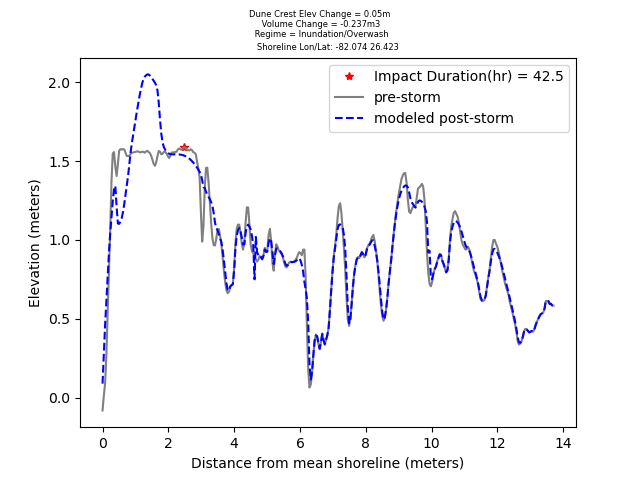 Dune Crest Elev Change = 0.05m
Volume Change = -0.237m3
Regime = Inundation/Overwash
Shoreline Lon/Lat: -82.074 26.423
Impact Duration(hr) = 42.5
pre-storm
modeled post-storm
2.0
1.5
1.0
0.5
0.0
Elevation (meters)
0 2 4 6 8 10 12 14
Distance from mean shoreline (meters)